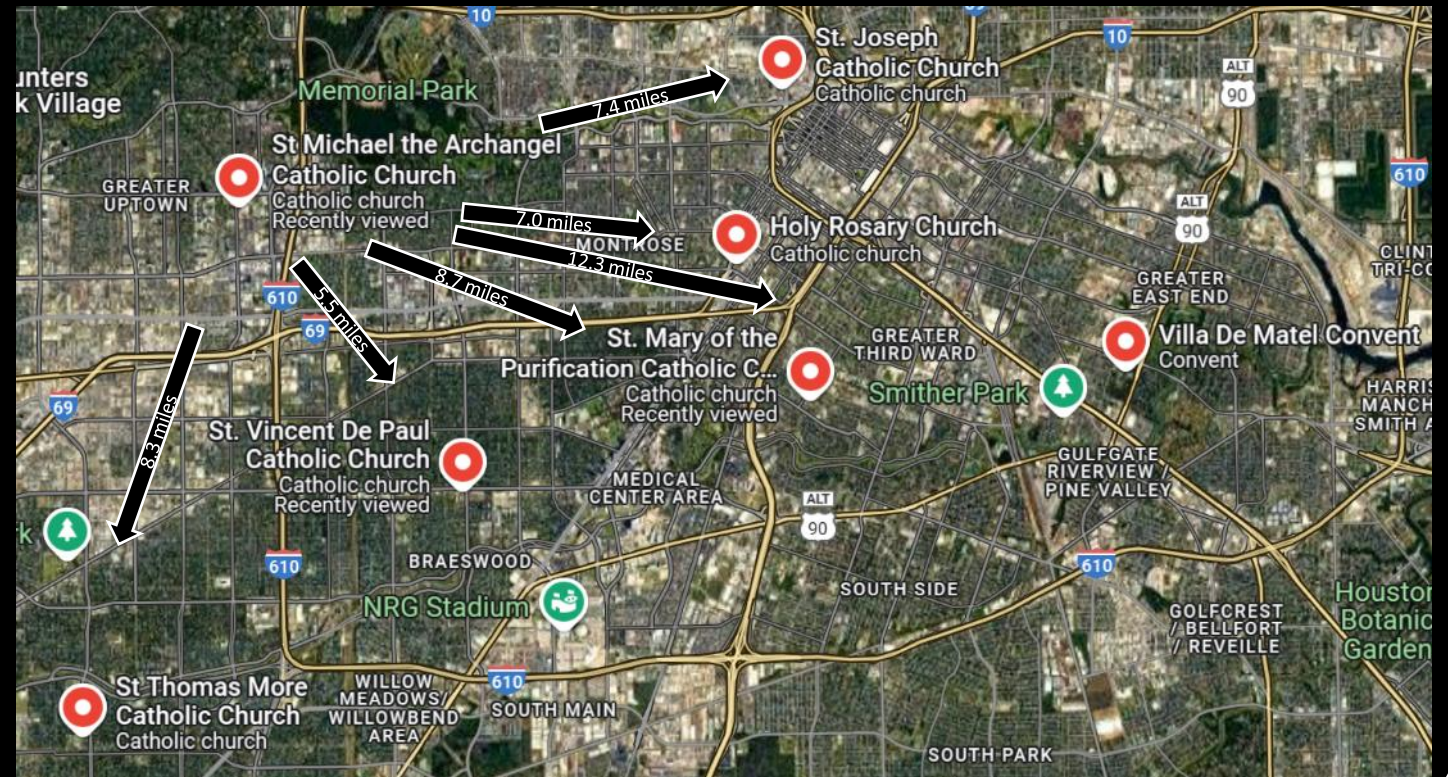 10
69
10
St. Joseph
Catholic Church
Catholic church
ALT
90
unters
k Village
Memorial Park
7.4 miles
St Michael the Archangel
Catholic Church
Catholic church
Recently viewed
GREATER
UPTOWN
610
ALT
90
7.0 miles
MONTROSE
Holy Rosary Church
Catholic church
12.3 miles
8.7 miles
5.5 miles
8.3 miles
CLINT
TRI-CO
GREATER
EAST END
610
69
St. Mary of the
Purification Catholic C...
Catholic church
Recently viewed
GREATER
THIRD WARD
Villa De Matel Convent
Convent
Smither Park
HARRIS
MANCH
SMITH A
69
St. Vincent De Paul
Catholic Church
Catholic church
Recently viewed
MEDICAL
CENTER AREA
GULFGATE
RIVERVIEW /
PINE VALLEY
ALT
90
k
610
BRAESWOOD
610
NRG Stadium
SOUTH SIDE
GOLFCREST
/ BELLFORT
/ REVEILLE
Houston
Botanic
Garden
St Thomas More
Catholic Church
Catholic church
WILLOW
MEADOWS/
WILLOWBEND
AREA
610
SOUTH MAIN
SOUTH PARK